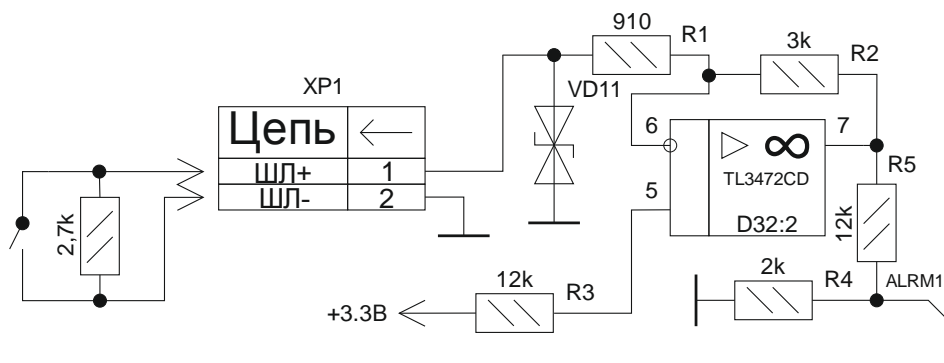 910
R1
3k
R2
XP1
VD11
Цепь
6
7
TL3472CD
R5
ШЛ+ 1
5
2,7k
ШЛ- 2
12k
D32:2
12k
R3
2k
R4
ALRM1
+3.3В